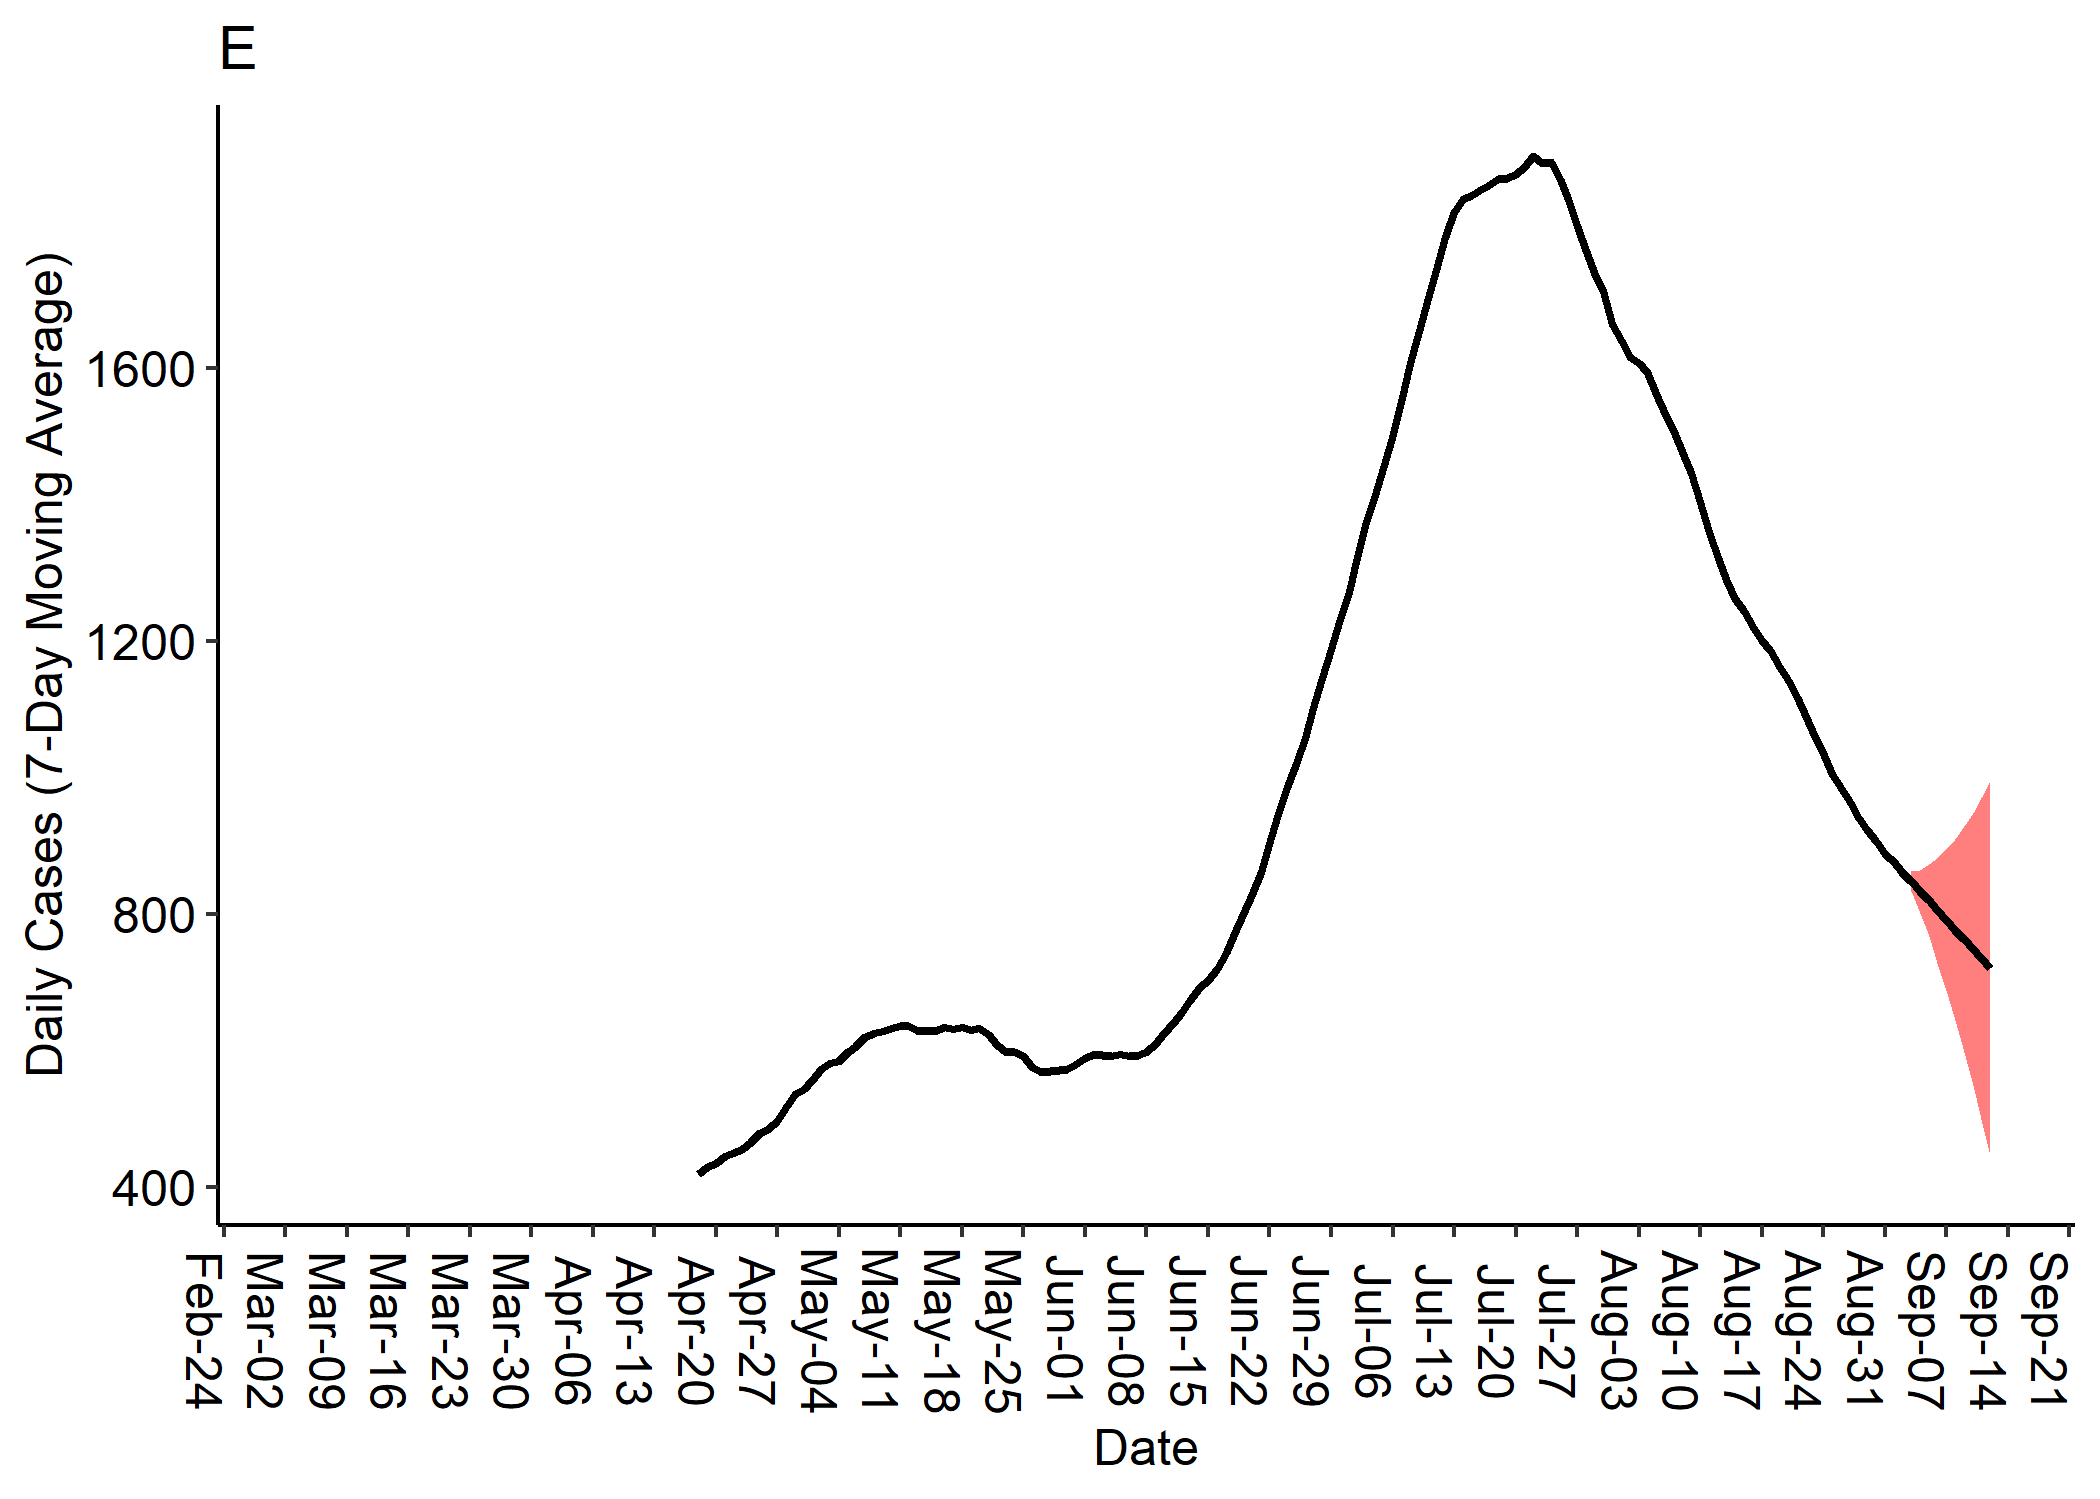 E
Daily Cases (7-Day Moving Average)
1600
1200
800
400
Feb-24
Mar-02
Mar-09
Mar-16
Mar-23
Mar-30
Apr-06
Apr-13
Apr-20
Apr-27
May-04
May-11
May-18
May-25
Jun-01
Jun-08
Jun-15
Jun-22
Jun-29
Jul-06
Jul-13
Jul-20
Jul-27
Aug-03
Aug-10
Aug-17
Aug-24
Aug-31
Sep-07
Sep-14
Sep-21
Date